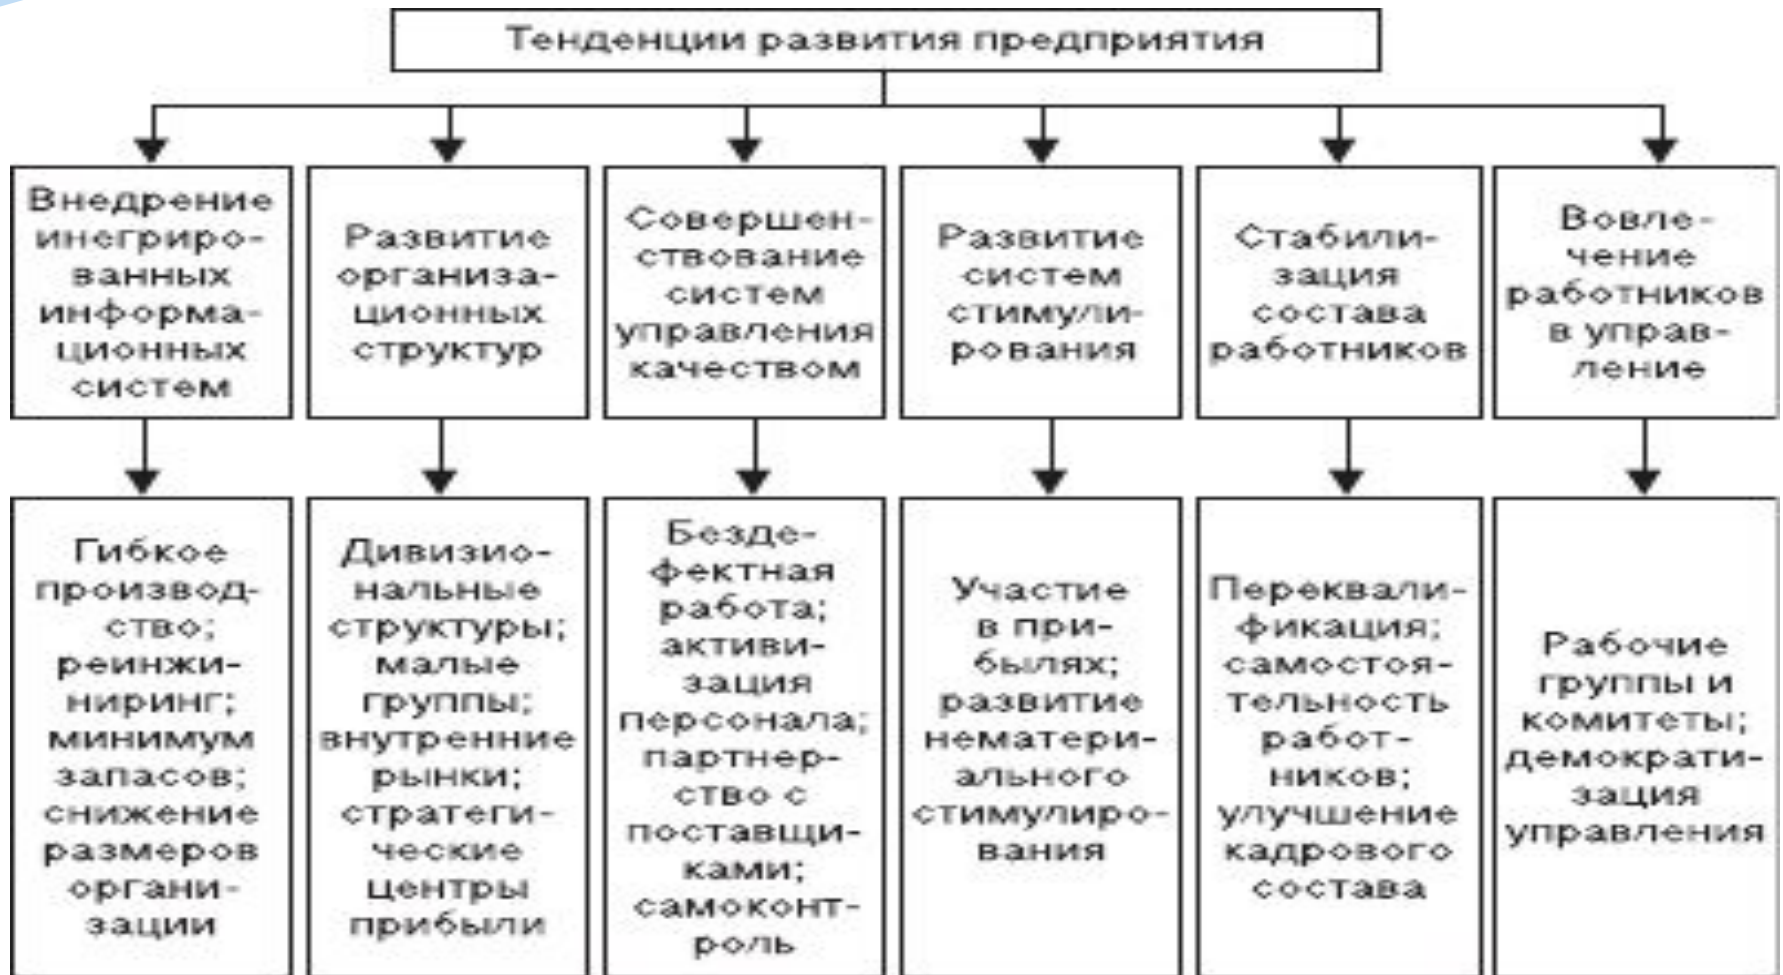 Тенденции развития предприятия
Внедрение
инегриро-
ванных
информа-
ционных
систем
Развитие
организа-
ционных
структур
Совершен-
ствование
систем
управления
качеством
Развитие
систем
стимули-
рования
Стабили-
зация
состава
работников
Вовле-
чение
работников
в управ-
ление
Гибкое
производ-
ство;
реинжи-
ниринг;
минимум
запасов;
снижение
размеров
органи-
зации
Дивизио-
нальные
структуры;
малые
группы;
внутренние
рынки;
стратеги-
ческие
центры
прибыли
Безде-
фектная
работа;
активи-
зация
персонала;
партнер-
ство с
поставщи-
ками;
самоконт-
роль
Участие
в при-
былях;
развитие
нематери-
ального
стимулиро-
вания
Переквали-
фикация;
самостоя-
тельность
работ-
ников;
улучшение
кадрового
состава
Рабочие
группы и
комитеты;
демократи-
зация
управления